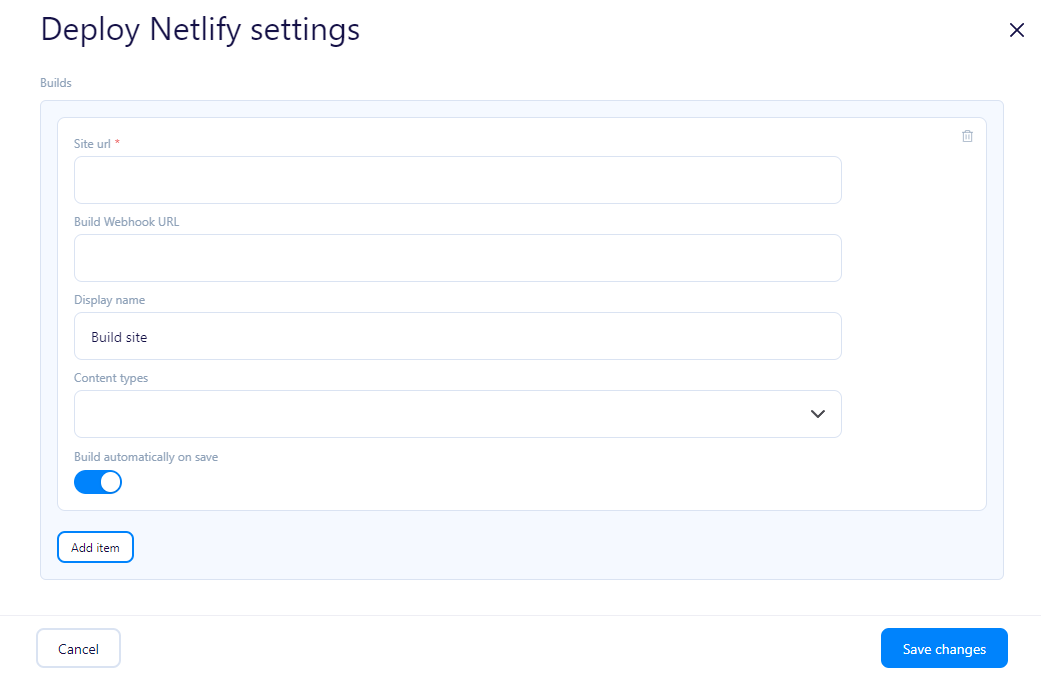 Deploy Netlify settings
Builds
Site url *
Build Webhook URL
Display name
Build site
Content types
Build automatically on save
Add item
Cancel
Save changes